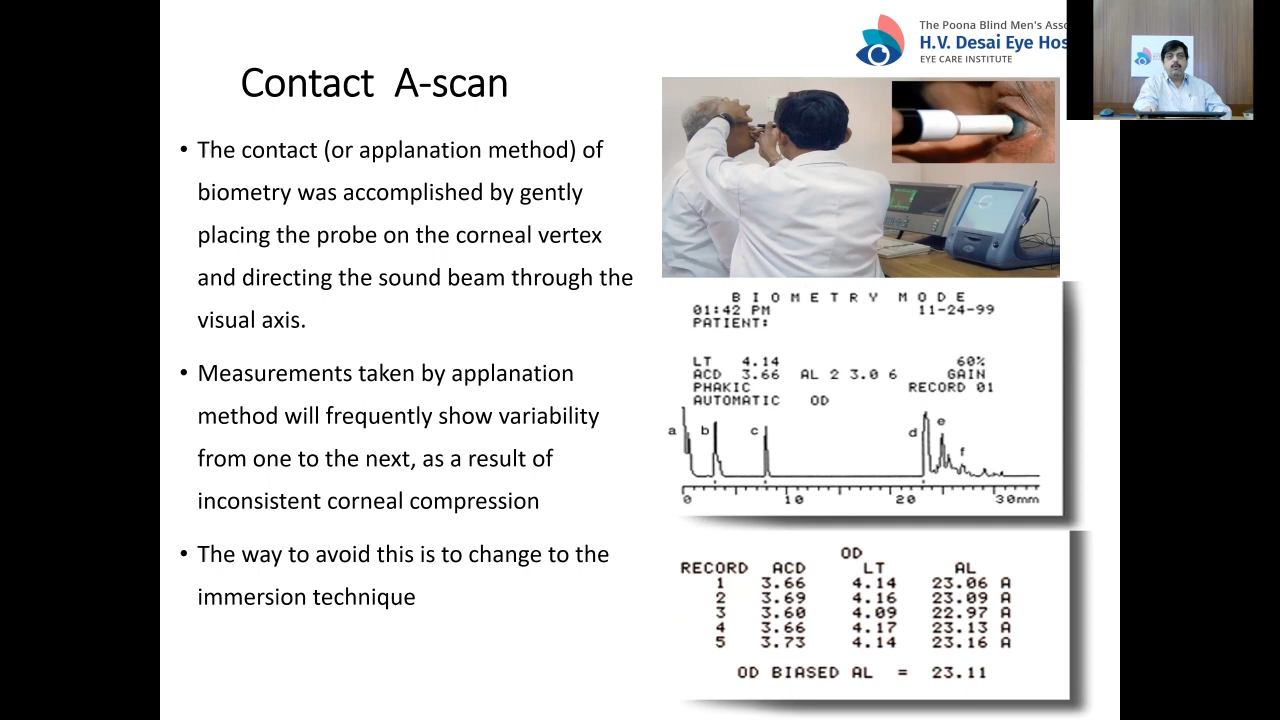 The Poona Blind Men's
H.V. Desai Eye
EYE CARE INSTITUTE
Contact A-scan
• The contact (or applanation method) of
biometry was accomplished by gently
placing the probe on the corneal vertex
and directing the sound beam through the
visual axis.
• Measurements taken by applanation
method will frequently show variability
from one to the next, as a result of
inconsistent corneal compression
• The way to avoid this is to change to the
immersion technique
BIOMETRY MODE
01:42 PM 11-24-99
PATIENT:
LT 4.14 60%
ACD 3.66 AL 2 3.0 6 GAIN
PHAKIC RECORD 01
AUTOMATIC OD
a b c d e f
0 10 20 30mm
OD
RECORD ACD LT AL
1 3.66 4.14 23.06 A
2 3.69 4.16 23.09 A
3 3.60 4.09 22.97 A
4 3.66 4.17 23.13 A
5 3.73 4.14 23.16 A
OD BIASED AL = 23.11